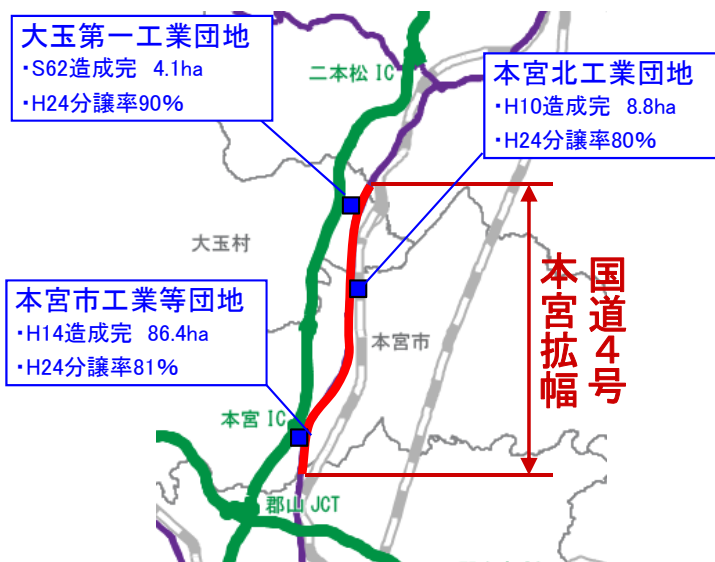 大玉第一工業団地
・S62造成完 4.1ha
・H24分譲率90%
二本松 IC
本宮北工業団地
・H10造成完 8.8ha
・H24分譲率80%
大玉村
国道４号
本宮拡幅
本宮市工業等団地
・H14造成完 86.4ha
・H24分譲率81%
本宮市
本宮 IC
郡山 JCT